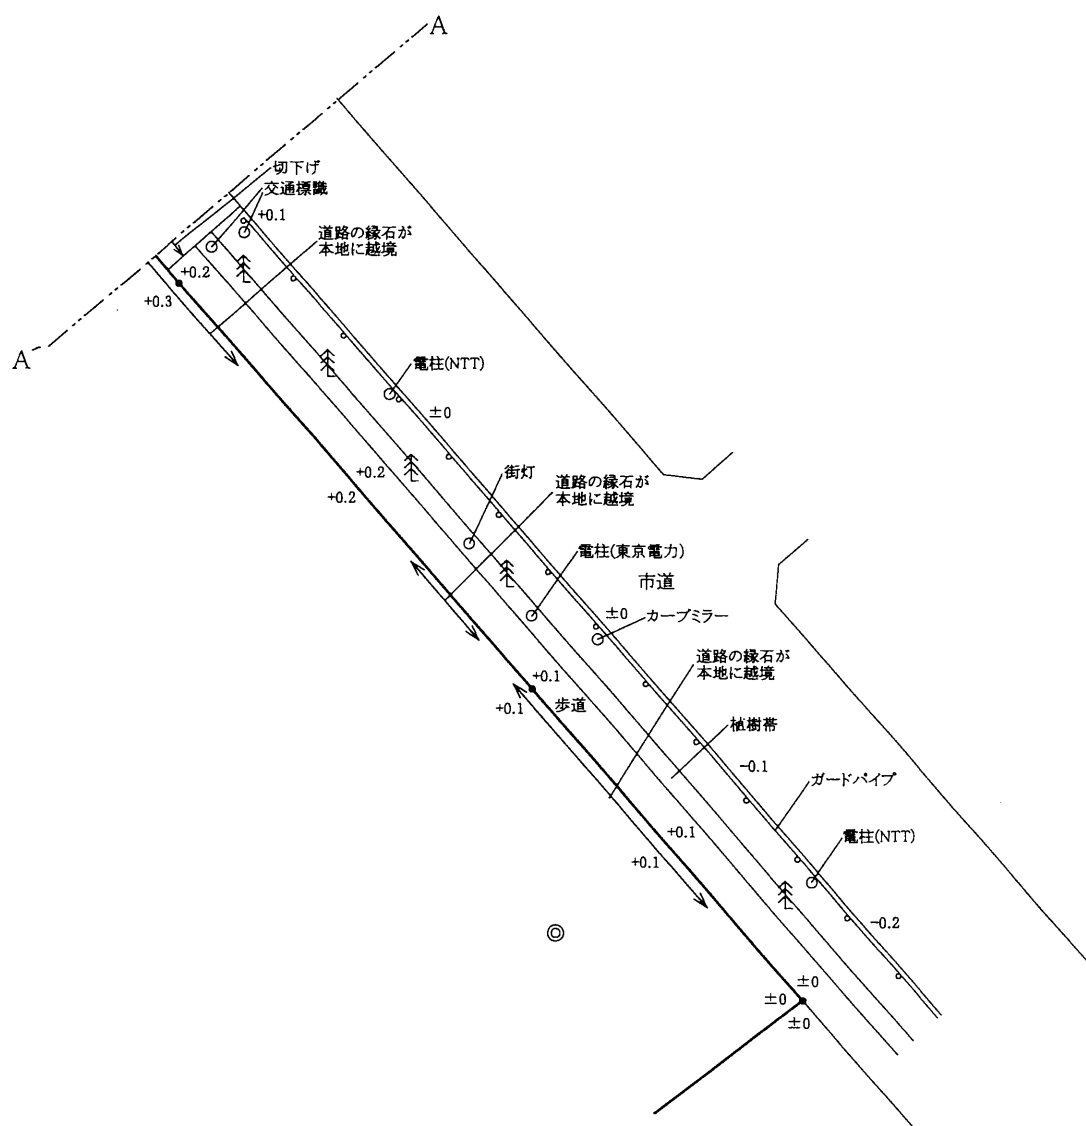 A
切下げ
交通標識
+0.1
道路の縁石が
本地に越境
+0.2
+0.3
A´
電柱(NTT)
±0
+0.2
+0.2
街灯
道路の縁石が
本地に越境
電柱(東京電力)
市道
±0
カーブミラー
道路の縁石が
本地に越境
+0.1
+0.1
歩道
植樹帯
-0.1
ガードパイプ
+0.1
+0.1
電柱(NTT)
-0.2
±0
±0
±0